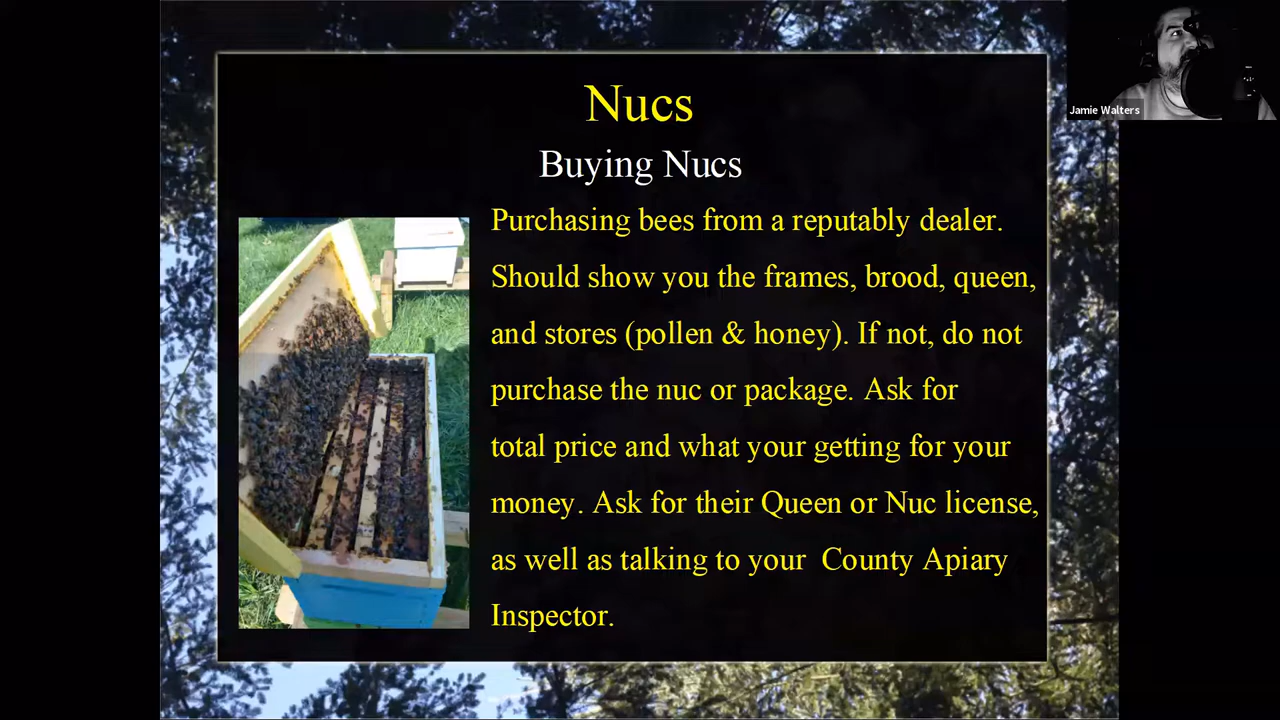 Nucs
Buying Nucs
Purchasing bees from a reputably dealer.
Should show you the frames, brood, queen,
and stores (pollen & honey). If not, do not
purchase the nuc or package. Ask for
total price and what your getting for your
money. Ask for their Queen or Nuc license,
as well as talking to your  County Apiary
Inspector.
Jamie Walters